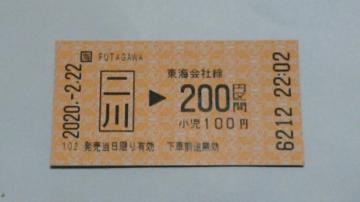 2020.-2.22
FUTAGAWA
二川
▶
東海会社線
200円区間
小児100円
102 発売当日限り有効 下車前途無効
6212 22:02